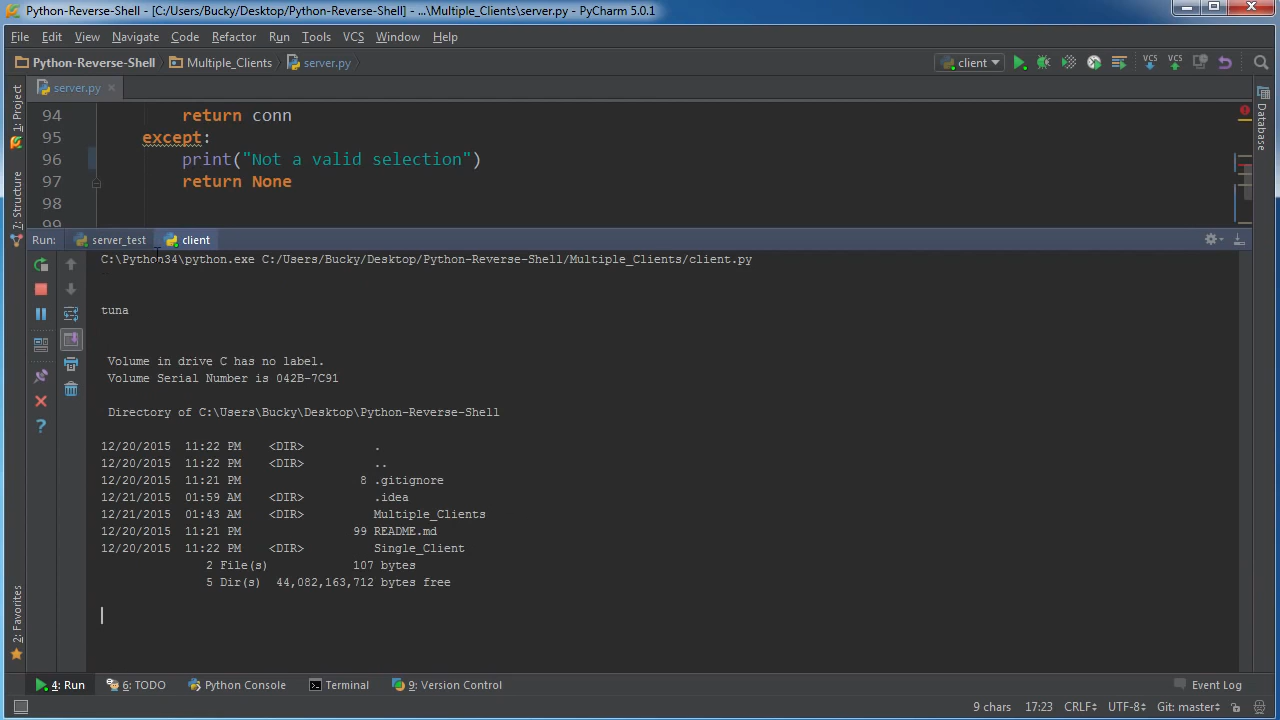 Python-Reverse-Shell - [C:/Users/Bucky/Desktop/Python-Reverse-Shell] - ...\Multiple_Clients\server.py - PyCharm 5.0.1
File Edit View Navigate Code Refactor Run Tools VCS Window Help
Python-Reverse-Shell Multiple_Clients server.py client VCS VCS
server.py
1: Project
7: Structure
2: Favorites
Database
94 return conn
95 except:
96 print("Not a valid selection")
97 return None
98
99
Run: server_test client
C:\Python34\python.exe C:/Users/Bucky/Desktop/Python-Reverse-Shell/Multiple_Clients/client.py
tuna
Volume in drive C has no label.
Volume Serial Number is 042B-7C91
Directory of C:\Users\Bucky\Desktop\Python-Reverse-Shell
12/20/2015 11:22 PM <DIR> .
12/20/2015 11:22 PM <DIR> ..
12/20/2015 11:21 PM 8 .gitignore
12/21/2015 01:59 AM <DIR> .idea
12/21/2015 01:43 AM <DIR> Multiple_Clients
12/20/2015 11:21 PM 99 README.md
12/20/2015 11:22 PM <DIR> Single_Client
2 File(s) 107 bytes
5 Dir(s) 44,082,163,712 bytes free
4: Run 6: TODO Python Console Terminal 9: Version Control Event Log
9 chars 17:23 CRLF UTF-8 Git: master